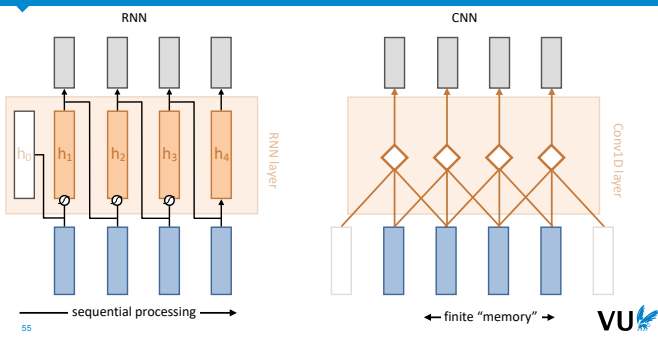 RNN
CNN
h0
h1
h2
h3
h4
RNN layer
Conv1D layer
sequential processing
finite "memory"
55
VU